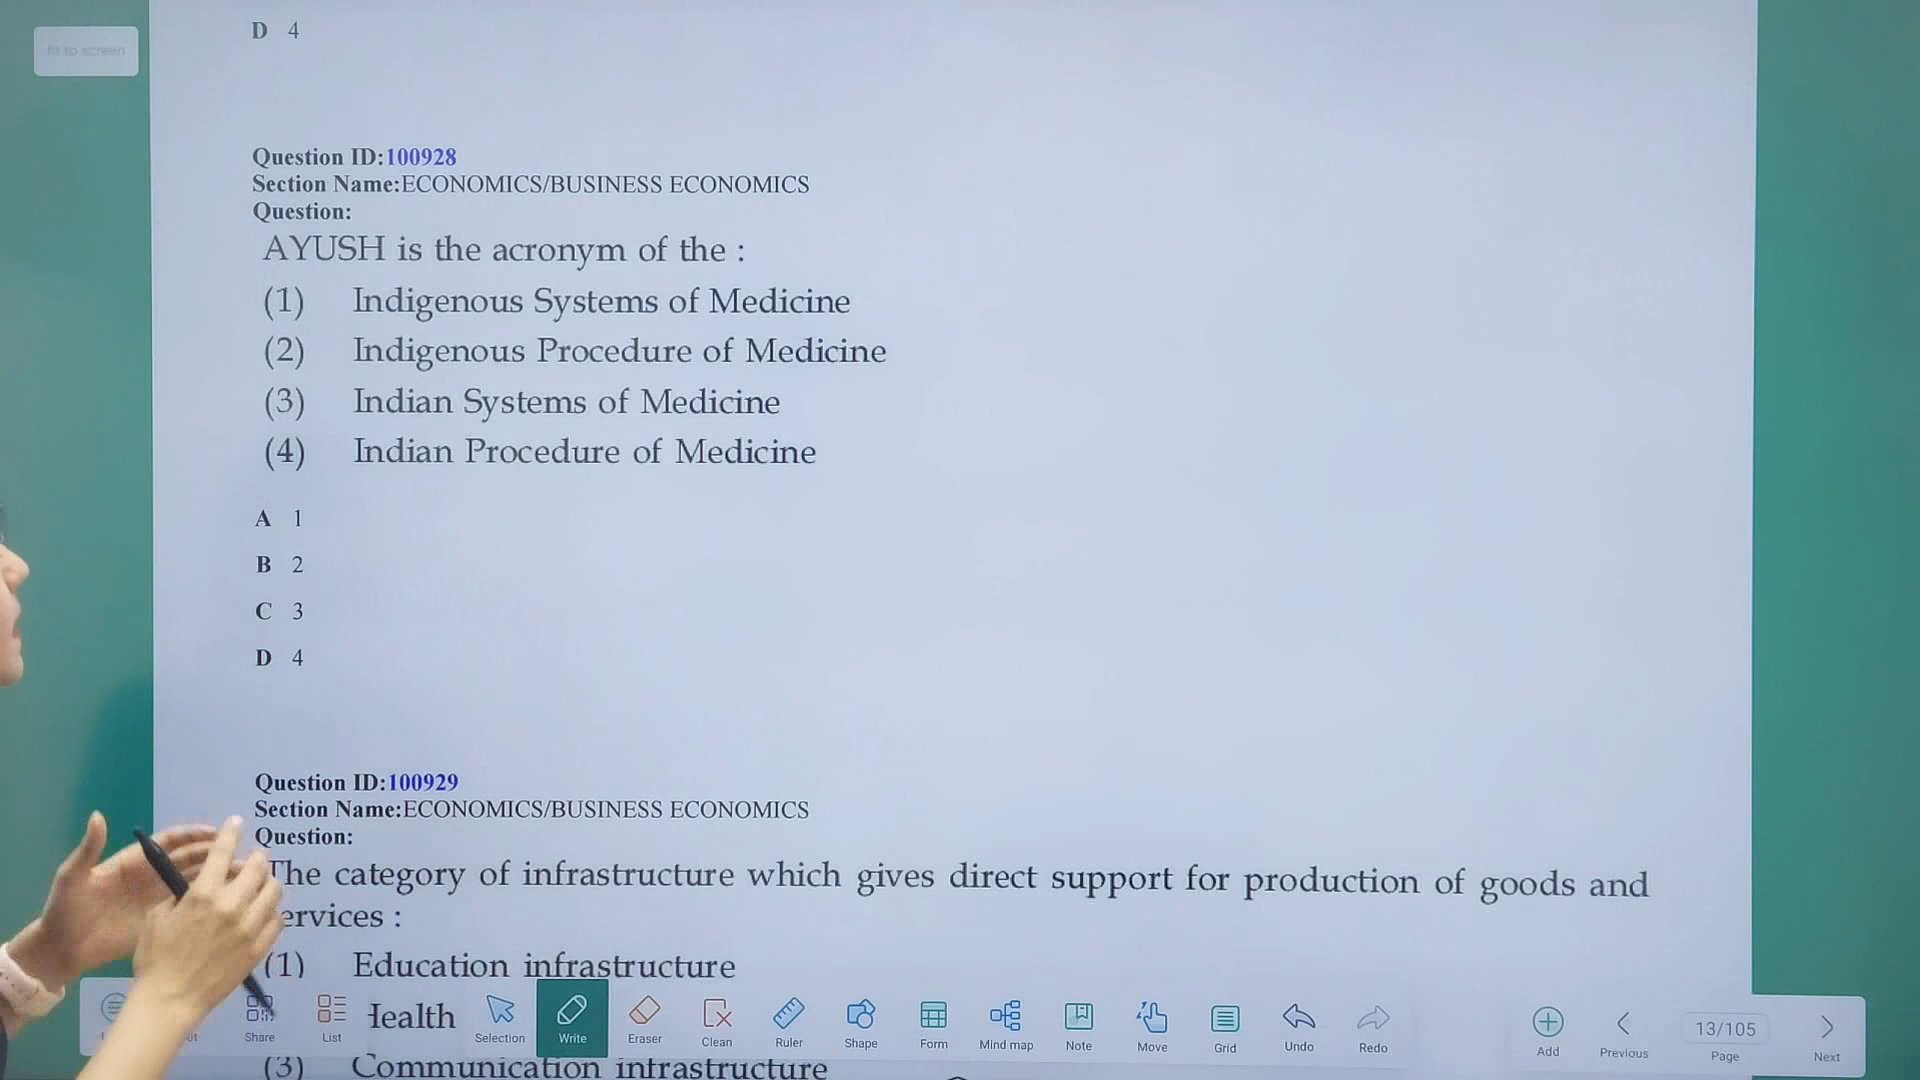 fit to screen
D 4
Question ID:100928
Section Name:ECONOMICS/BUSINESS ECONOMICS
Question:
AYUSH is the acronym of the :
(1) Indigenous Systems of Medicine
(2) Indigenous Procedure of Medicine
(3) Indian Systems of Medicine
(4) Indian Procedure of Medicine
A 1
B 2
C 3
D 4
Question ID:100929
Section Name:ECONOMICS/BUSINESS ECONOMICS
Question:
The category of infrastructure which gives direct support for production of goods and
ervices :
(1) Education infrastructure
Health
(3) Communication infrastructure
Share
List
Selection
Write
Eraser
Clean
Ruler
Shape
Form
Mind map
Note
Move
Grid
Undo
Redo
Add
Previous
13/105
Page
Next